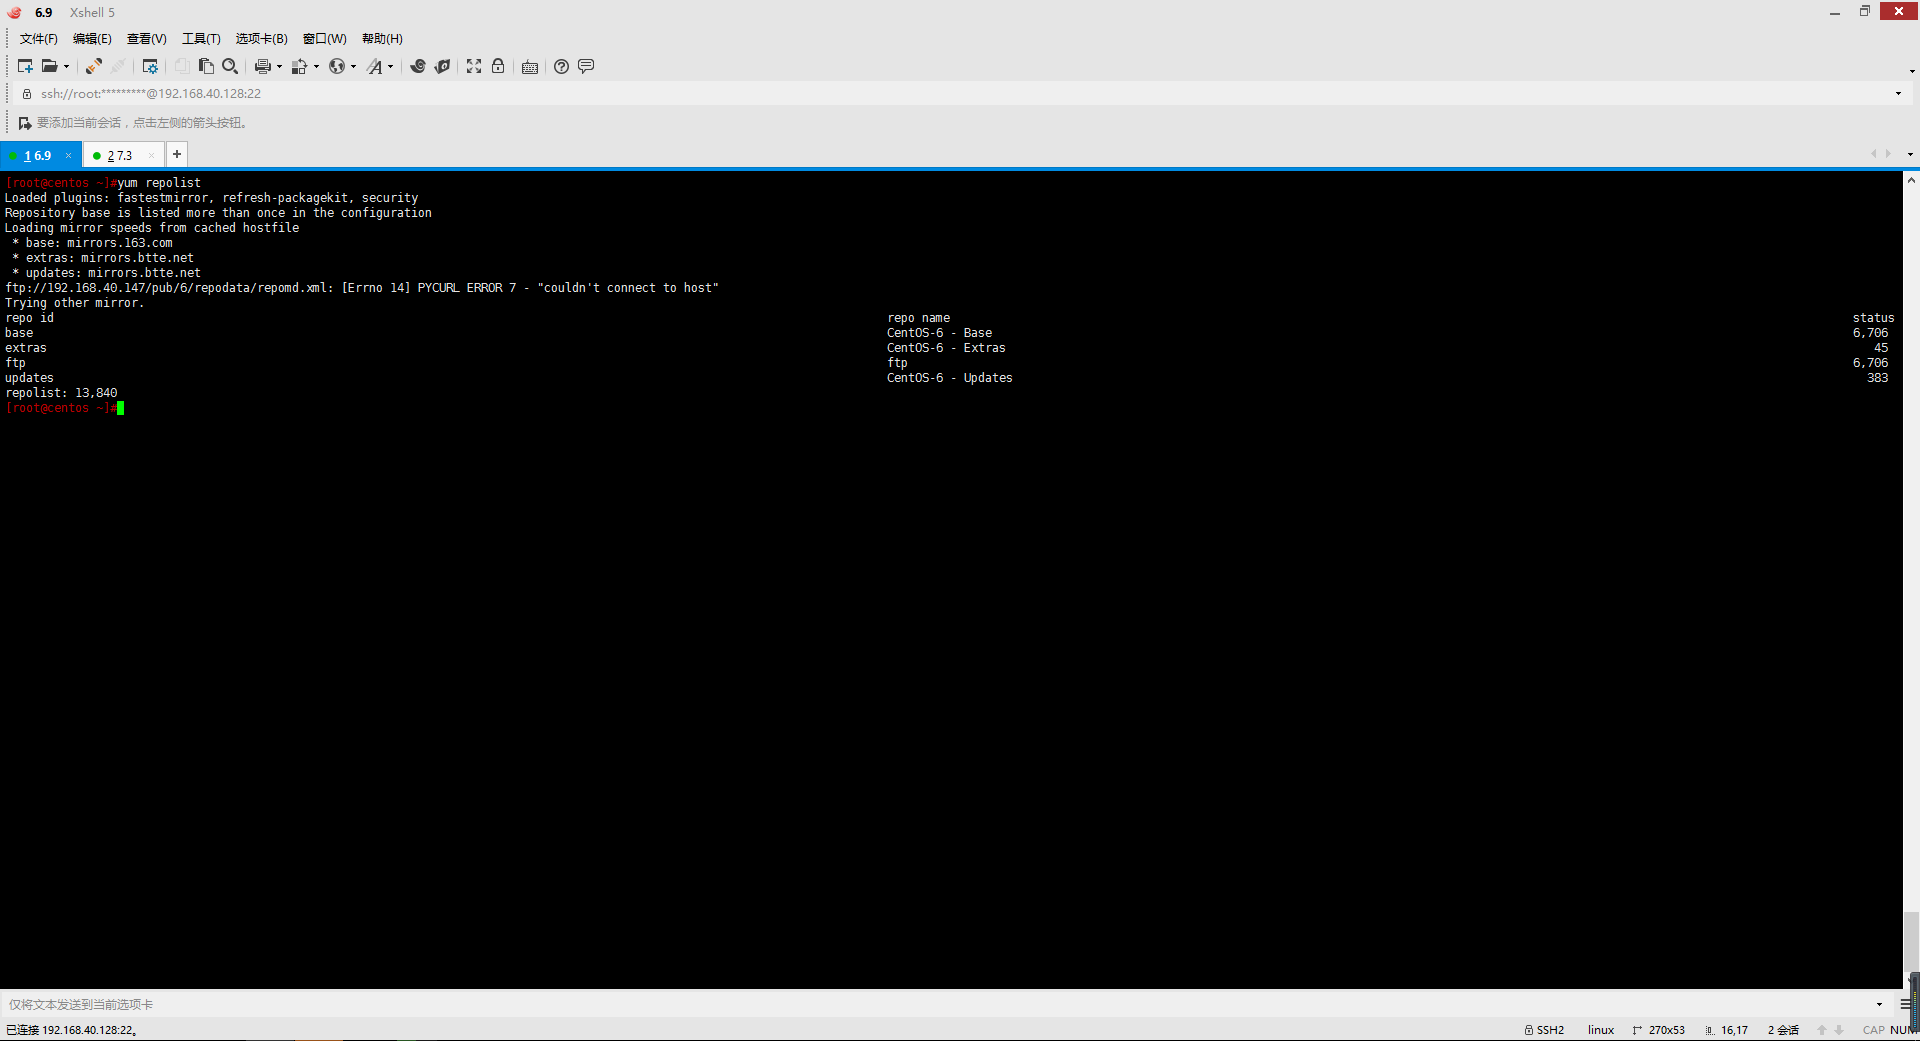 6.9 Xshell 5
文件(F) 编辑(E) 查看(V) 工具(T) 选项卡(B) 窗口(W) 帮助(H)
ssh://root:*********@192.168.40.128:22
要添加当前会话，点击左侧的箭头按钮。
1 6.9 × 2 7.3 × +
[root@centos ~]#yum repolist
Loaded plugins: fastestmirror, refresh-packagekit, security
Repository base is listed more than once in the configuration
Loading mirror speeds from cached hostfile
 * base: mirrors.163.com
 * extras: mirrors.btte.net
 * updates: mirrors.btte.net
ftp://192.168.40.147/pub/6/repodata/repomd.xml: [Errno 14] PYCURL ERROR 7 - "couldn't connect to host"
Trying other mirror.
repo id repo name status
base CentOS-6 - Base 6,706
extras CentOS-6 - Extras 45
ftp ftp 6,706
updates CentOS-6 - Updates 383
repolist: 13,840
[root@centos ~]#
仅将文本发送到当前选项卡
已连接 192.168.40.128:22。 SSH2 linux 270x53 16,17 2 会话 CAP NUM